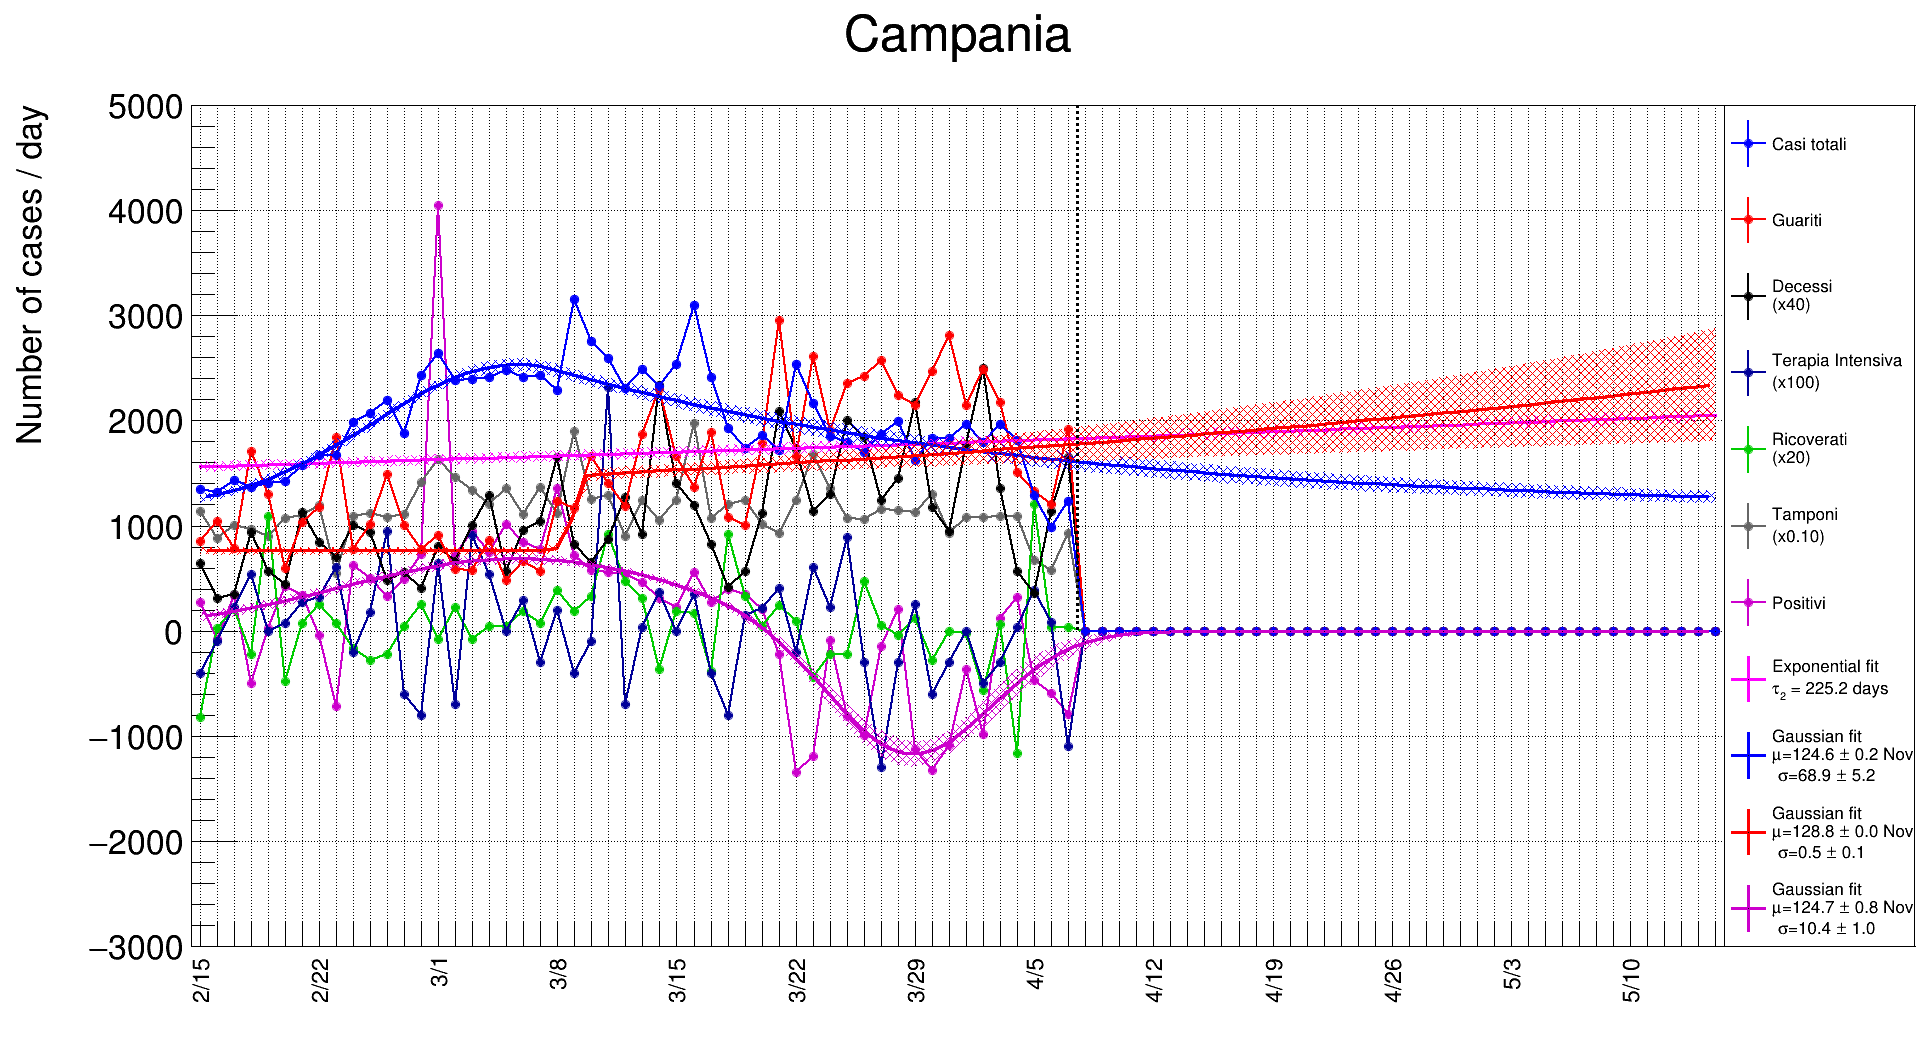 Campania
Number of cases / day
5000
4000
3000
2000
1000
0
−1000
−2000
−3000
2/15
2/22
3/1
3/8
3/15
3/22
3/29
4/5
4/12
4/19
4/26
5/3
5/10
Casi totali
Guariti
Decessi
(x40)
Terapia Intensiva
(x100)
Ricoverati
(x20)
Tamponi
(x0.10)
Positivi
Exponential fit
τ₂ = 225.2 days
Gaussian fit
μ=124.6 ± 0.2 Nov
σ=68.9 ± 5.2
Gaussian fit
μ=128.8 ± 0.0 Nov
σ=0.5 ± 0.1
Gaussian fit
μ=124.7 ± 0.8 Nov
σ=10.4 ± 1.0